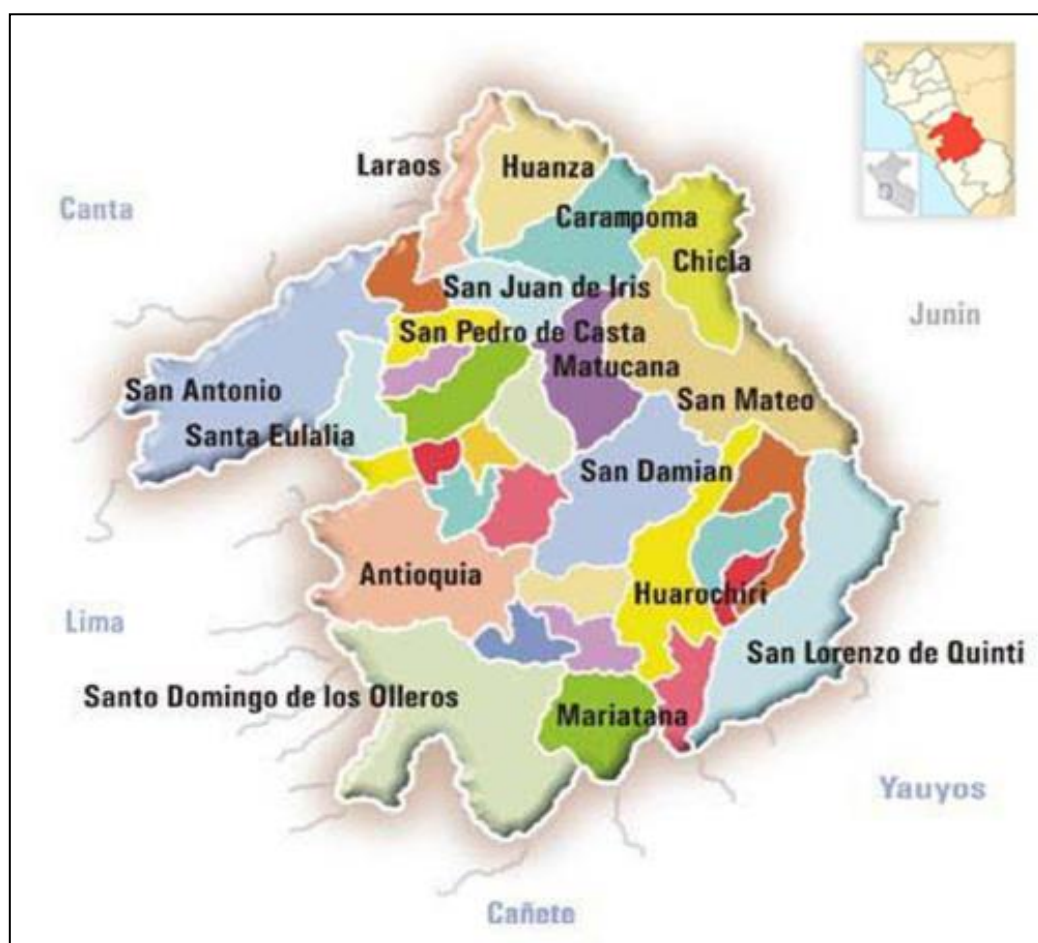 Laraos
Huanza
Canta
Carampoma
Chicla
San Juan de Iris
Junin
San Pedro de Casta
Matucana
San Antonio
San Mateo
Santa Eulalia
San Damian
Antioquia
Huarochiri
Lima
San Lorenzo de Quinti
Santo Domingo de los Olleros
Mariatana
Yauyos
Cañete